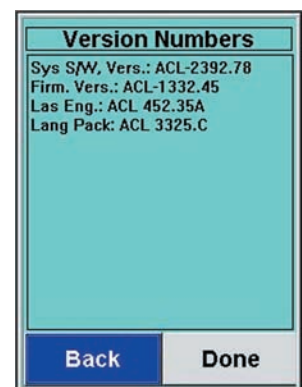 Version Numbers
Sys S/W, Vers.: ACL-2392.78
Firm. Vers.: ACL-1332.45
Las Eng.: ACL 452.35A
Lang Pack: ACL 3325.C
Back Done